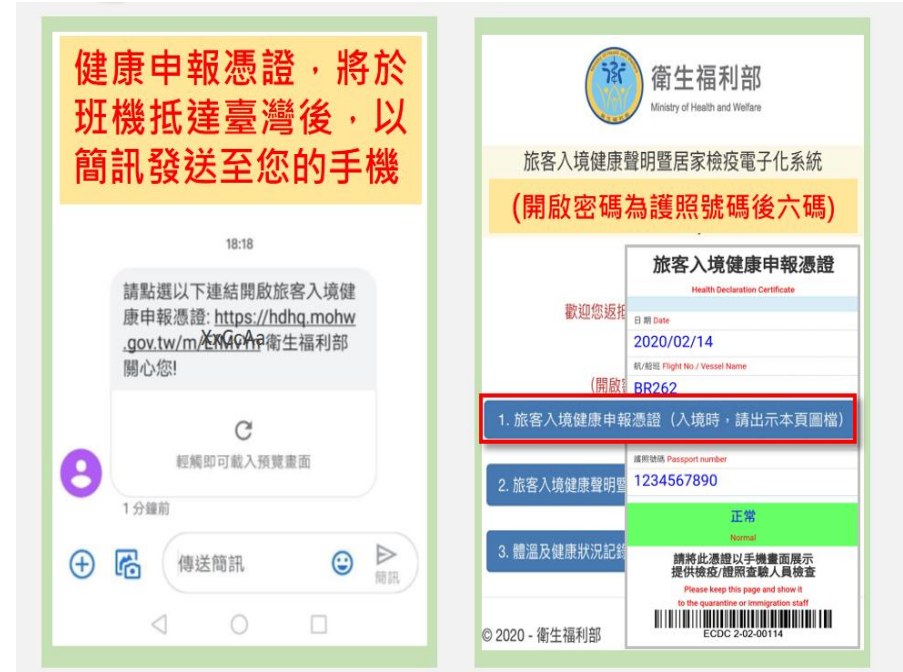 健康申報憑證，將於
班機抵達臺灣後，以
簡訊發送至您的手機
18:18
請點選以下連結開啟旅客入境健
康申報憑證: https://hdhq.mohw
.gov.tw/m/XxGcAa衛生福利部
關心您!
輕觸即可載入預覽畫面
1 分鐘前
傳送簡訊
簡訊
衛生福利部
Ministry of Health and Welfare
旅客入境健康聲明暨居家檢疫電子化系統
(開啟密碼為護照號碼後六碼)
歡迎您返抵
(開啟密
旅客入境健康申報憑證
Health Declaration Certificate
日 期 Date
2020/02/14
航/船班 Flight No./ Vessel Name
BR262
1. 旅客入境健康申報憑證（入境時，請出示本頁圖檔）
護照號碼 Passport number
1234567890
2. 旅客入境健康聲明暨
正常
Normal
3. 體溫及健康狀況記錄
請將此憑證以手機畫面展示
提供檢疫/證照查驗人員檢查
Please keep this page and show it
to the quarantine or immigration staff
ECDC 2-02-00114
© 2020 - 衛生福利部